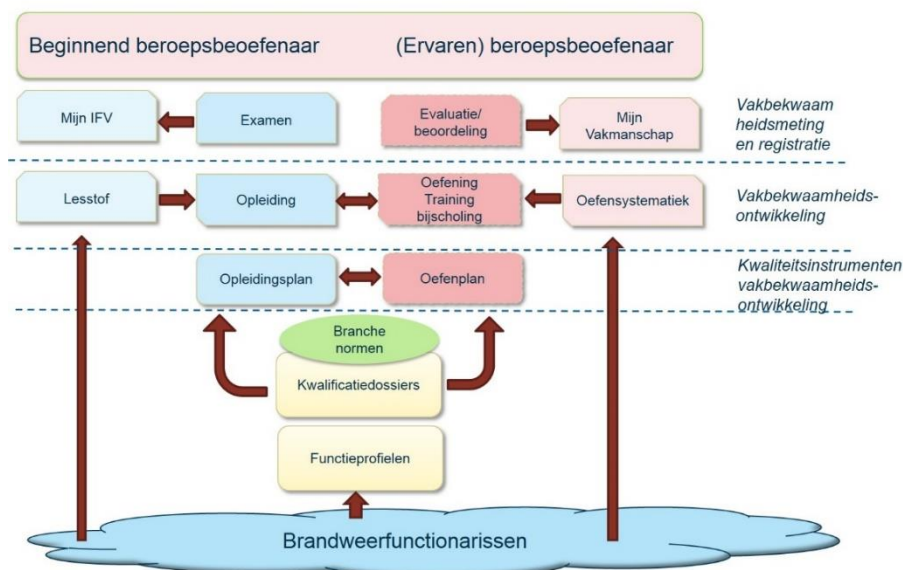 Beginnend beroepsbeoefenaar
(Ervaren) beroepsbeoefenaar
Mijn IFV
Examen
Evaluatie/
beoordeling
Mijn
Vakmanschap
Vakbekwaam
heidsmeting
en registratie
Lesstof
Opleiding
Oefening
Training
bijscholing
Oefensystematiek
Vakbekwaamheids-
ontwikkeling
Opleidingsplan
Oefenplan
Kwaliteitsinstrumenten
vakbekwaamheids-
ontwikkeling
Branche
normen
Kwalificatiedossiers
Functieprofielen
Brandweerfunctionarissen